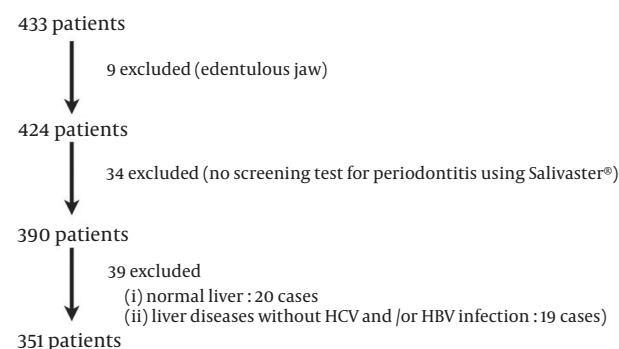 433 patients
9 excluded (edentulous jaw)
424 patients
34 excluded (no screening test for periodontitis using Salivaster®)
390 patients
39 excluded
(i) normal liver : 20 cases
(ii) liver diseases without HCV and /or HBV infection : 19 cases)
351 patients